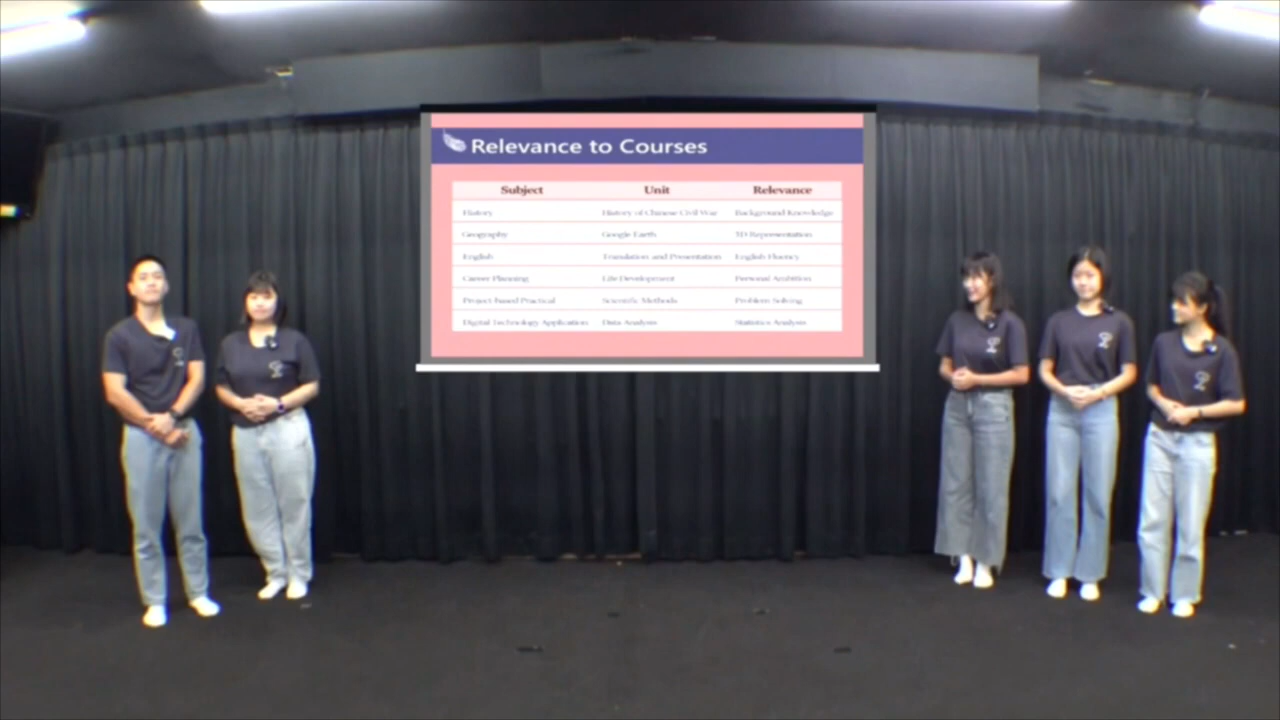 Relevance to Courses
Subject Unit Relevance
History History of Chinese Civil War Background Knowledge
Geography Google Earth 3D Representation
English Translation and Presentation English Fluency
Career Planning Life Development Personal Ambition
Project-based Practical Scientific Methods Problem Solving
Digital Technology Application Data Analysis Statistics Analysis